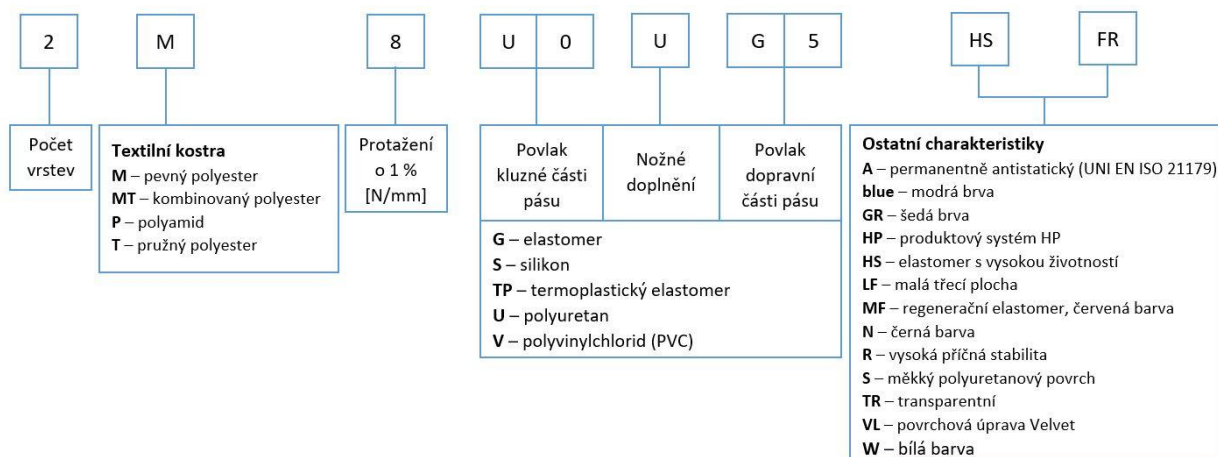 2 M 8 U 0 U G 5 HS FR
Počet
vrstev
Textilní kostra
M – pevný polyester
MT – kombinovaný polyester
P – polyamid
T – pružný polyester
Protažení
o 1 %
[N/mm]
Povlak
kluzné části
pásu
Nožné
doplnění
Povlak
dopravní
části pásu
G – elastomer
S – silikon
TP – termoplastický elastomer
U – polyuretan
V – polyvinylchlorid (PVC)
Ostatní charakteristiky
A – permanentně antistatický (UNI EN ISO 21179)
blue – modrá brva
GR – šedá brva
HP – produktový systém HP
HS – elastomer s vysokou životností
LF – malá třecí plocha
MF – regenerační elastomer, červená barva
N – černá barva
R – vysoká příčná stabilita
S – měkký polyuretanový povrch
TR – transparentní
VL – povrchová úprava Velvet
W – bílá barva